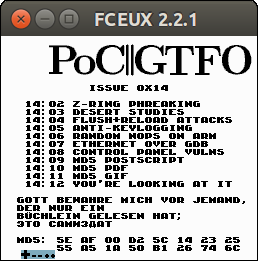 FCEUX 2.2.1
PoC||GTFO
ISSUE 0X14
14:02 Z-RING PHREAKING
14:03 DESERT STUDIES
14:04 FLUSH+RELOAD ATTACKS
14:05 ANTI-KEYLOGGING
14:06 RANDOM NOPS ON ARM
14:07 ETHERNET OVER GDB
14:08 CONTROL PANEL VULNS
14:09 MD5 POSTSCRIPT
14:10 MD5 PDF
14:11 MD5 GIF
14:12 YOU'RE LOOKING AT IT
GOTT BEWAHRE MICH VOR JEMAND,
DER NUR EIN
BÜCHLEIN GELESEN HAT;
ЭТО САМИЗДАТ
MD5: 5E AF 00 D2 5C 14 23 25
55 A5 1A 50 B1 26 74 6C